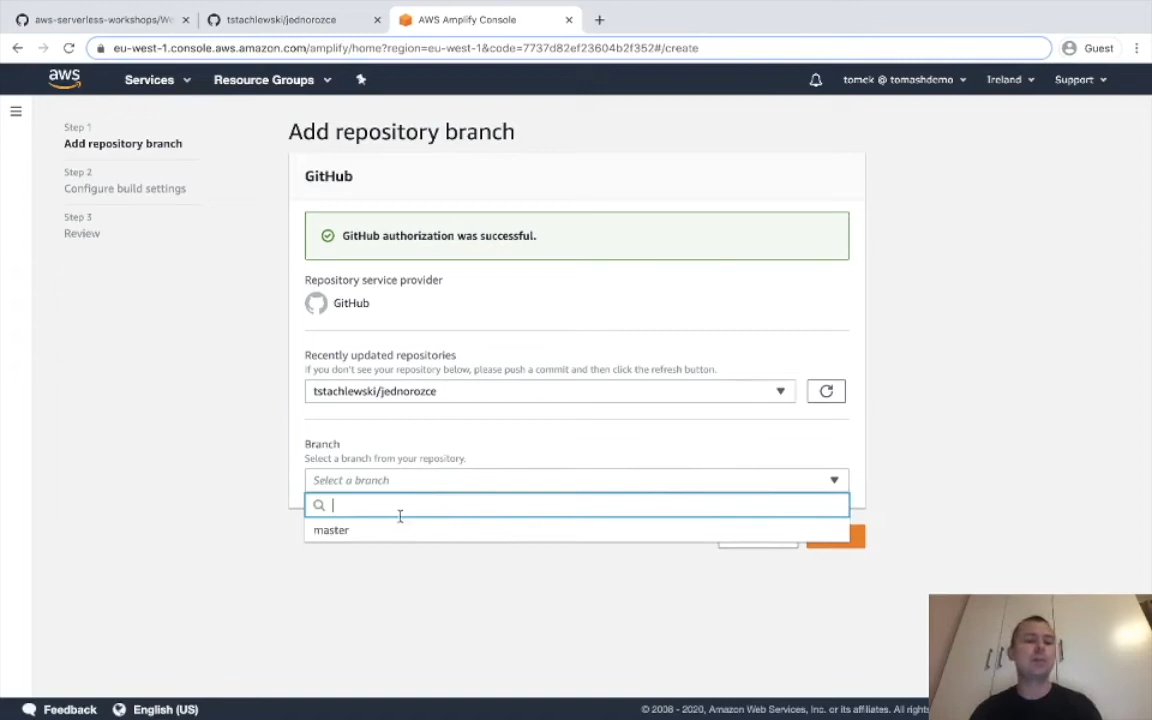 aws-serverless-workshops/We
tstachlewski/jednorozce
AWS Amplify Console
eu-west-1.console.aws.amazon.com/amplify/home?region=eu-west-1&code=7737d82ef23604b2f352#/create
Guest
aws
Services
Resource Groups
tomek @ tomashdemo
Ireland
Support
Step 1
Add repository branch
Step 2
Configure build settings
Step 3
Review
Add repository branch
GitHub
GitHub authorization was successful.
Repository service provider
GitHub
Recently updated repositories
If you don't see your repository below, please push a commit and then click the refresh button.
tstachlewski/jednorozce
Branch
Select a branch from your repository.
Select a branch
master
Feedback
English (US)
© 2008 - 2020, Amazon Web Services, Inc. or its affiliates. All